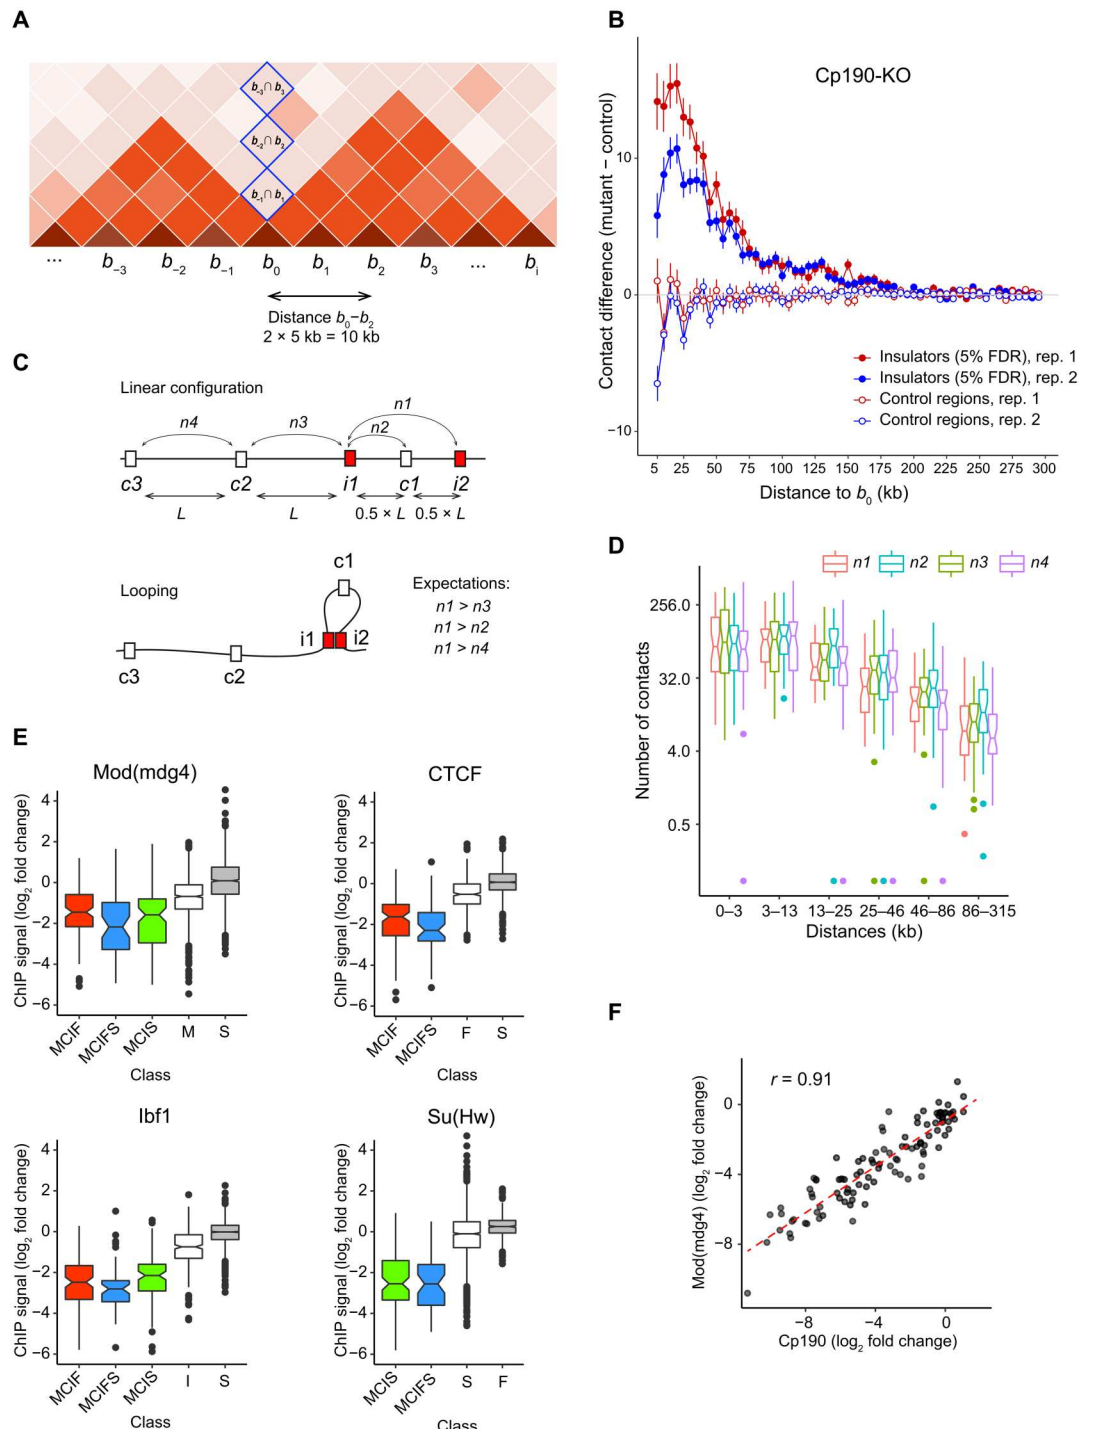 A
b₋₃∩ b₃
b₋₂∩ b₂
b₋₁∩ b₁
... b₋₃ b₋₂ b₋₁ b₀ b₁ b₂ b₃ ... bᵢ
Distance b₀–b₂
2 × 5 kb = 10 kb
B
Cp190-KO
Contact difference (mutant − control)
10
0
−10
Insulators (5% FDR), rep. 1
Insulators (5% FDR), rep. 2
Control regions, rep. 1
Control regions, rep. 2
5 25 50 75 100 125 150 175 200 225 250 275 300
Distance to b₀ (kb)
C
Linear configuration
n1
n4 n3 n2
c3 c2 i1 c1 i2
L L 0.5 × L 0.5 × L
Looping
c1
i1 i2
c3 c2
Expectations:
n1 > n3
n1 > n2
n1 > n4
D
n1 n2 n3 n4
Number of contacts
256.0
32.0
4.0
0.5
0–3 3–13 13–25 25–46 46–86 86–315
Distances (kb)
E
Mod(mdg4)
ChIP signal (log₂ fold change)
4
2
0
−2
−4
−6
MCIF MCIFS MCIS M S
Class
CTCF
ChIP signal (log₂ fold change)
4
2
0
−2
−4
−6
MCIF MCIFS F S
Class
Ibf1
ChIP signal (log₂ fold change)
4
2
0
−2
−4
−6
MCIF MCIFS MCIS I S
Class
Su(Hw)
ChIP signal (log₂ fold change)
4
2
0
−2
−4
−6
MCIS MCIFS S F
Class
F
r = 0.91
Mod(mdg4) (log₂ fold change)
0
−4
−8
−8 −4 0
Cp190 (log₂ fold change)